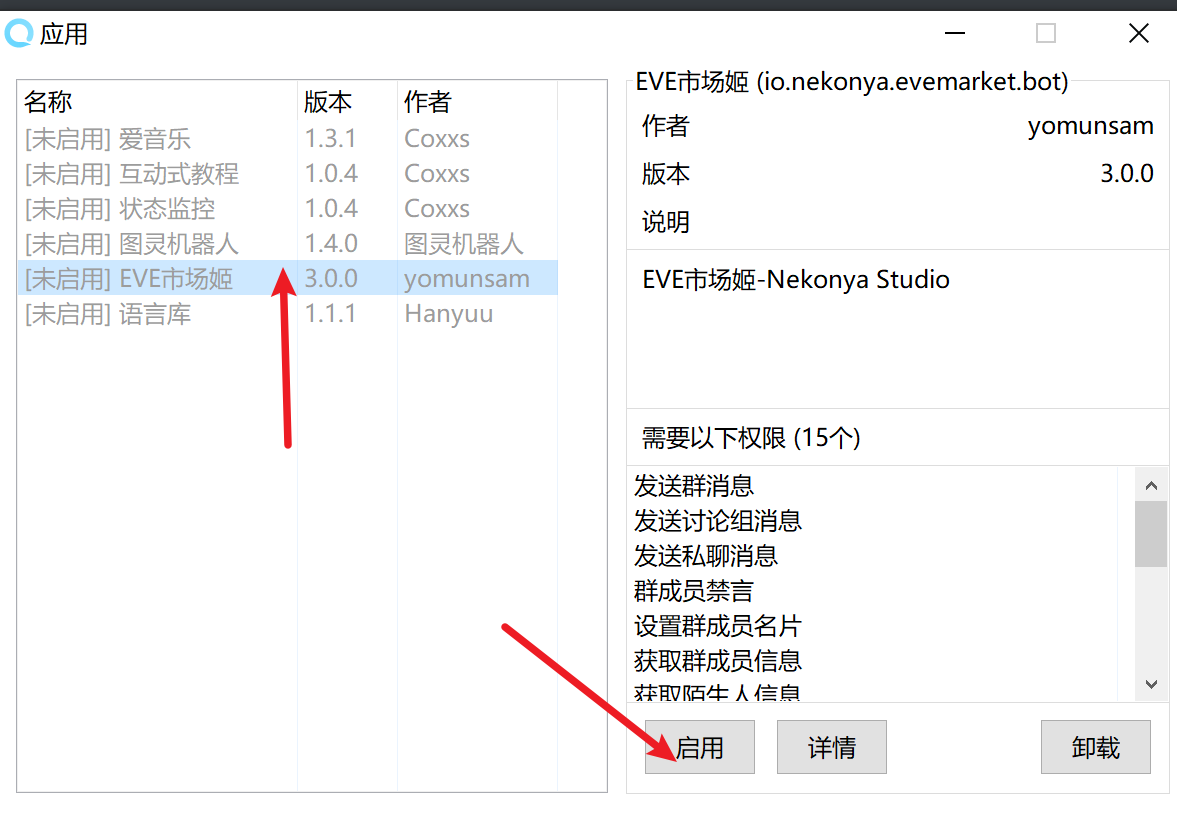 应用
名称 版本 作者
[未启用] 爱音乐 1.3.1 Coxxs
[未启用] 互动式教程 1.0.4 Coxxs
[未启用] 状态监控 1.0.4 Coxxs
[未启用] 图灵机器人 1.4.0 图灵机器人
[未启用] EVE市场姬 3.0.0 yomunsam
[未启用] 语言库 1.1.1 Hanyuu
EVE市场姬 (io.nekonya.evemarket.bot)
作者 yomunsam
版本 3.0.0
说明
EVE市场姬-Nekonya Studio
需要以下权限 (15个)
发送群消息
发送讨论组消息
发送私聊消息
群成员禁言
设置群成员名片
获取群成员信息
获取陌生人信息
启用 详情 卸载